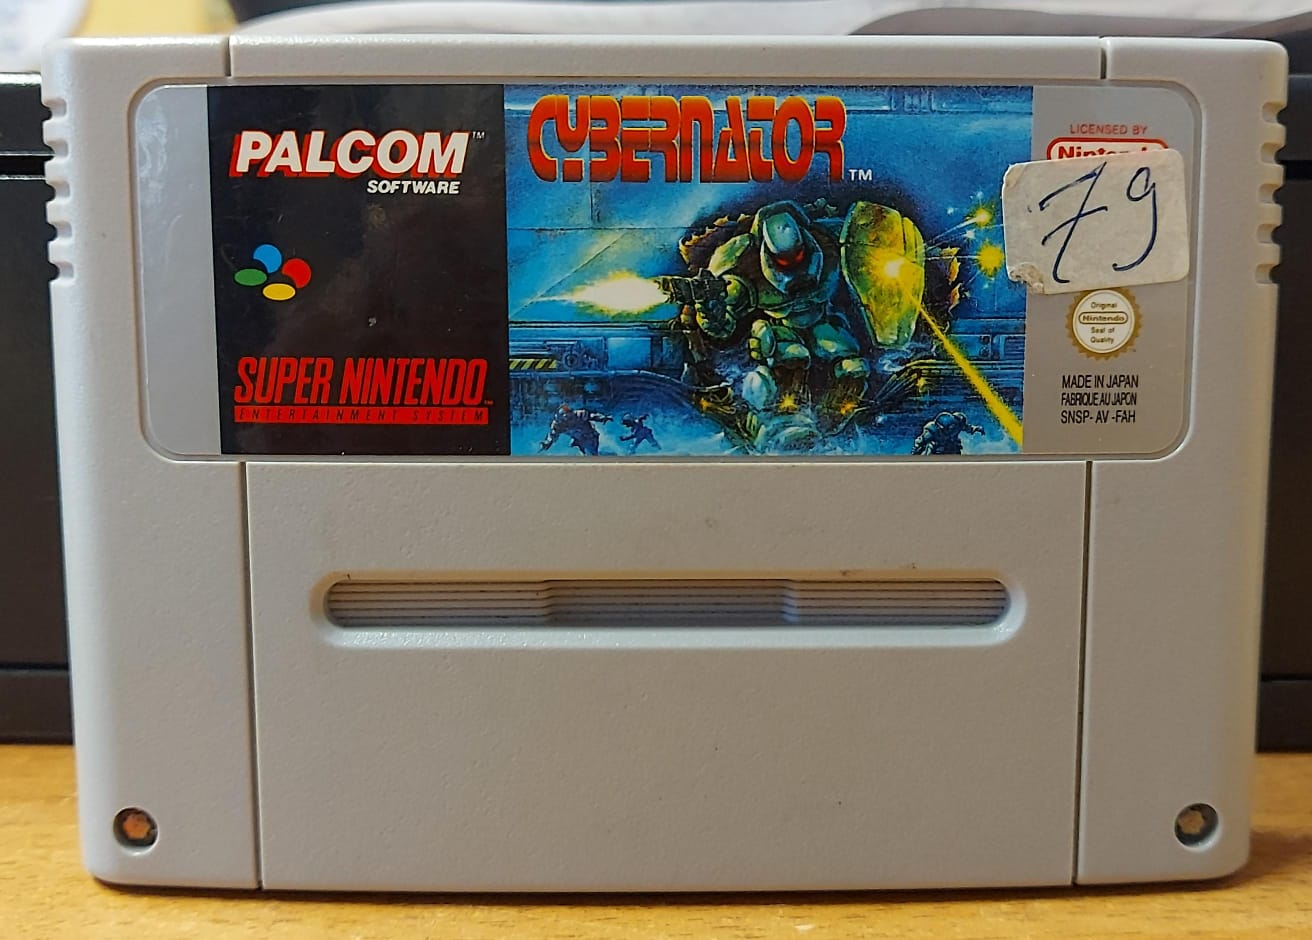 PALCOM™
SOFTWARE
SUPER NINTENDO
ENTERTAINMENT SYSTEM
CYBERNATOR™
LICENSED BY
Nintendo
79
Original
Nintendo
Seal of
Quality
MADE IN JAPAN
FABRIQUE AU JAPON
SNSP-AV-FAH